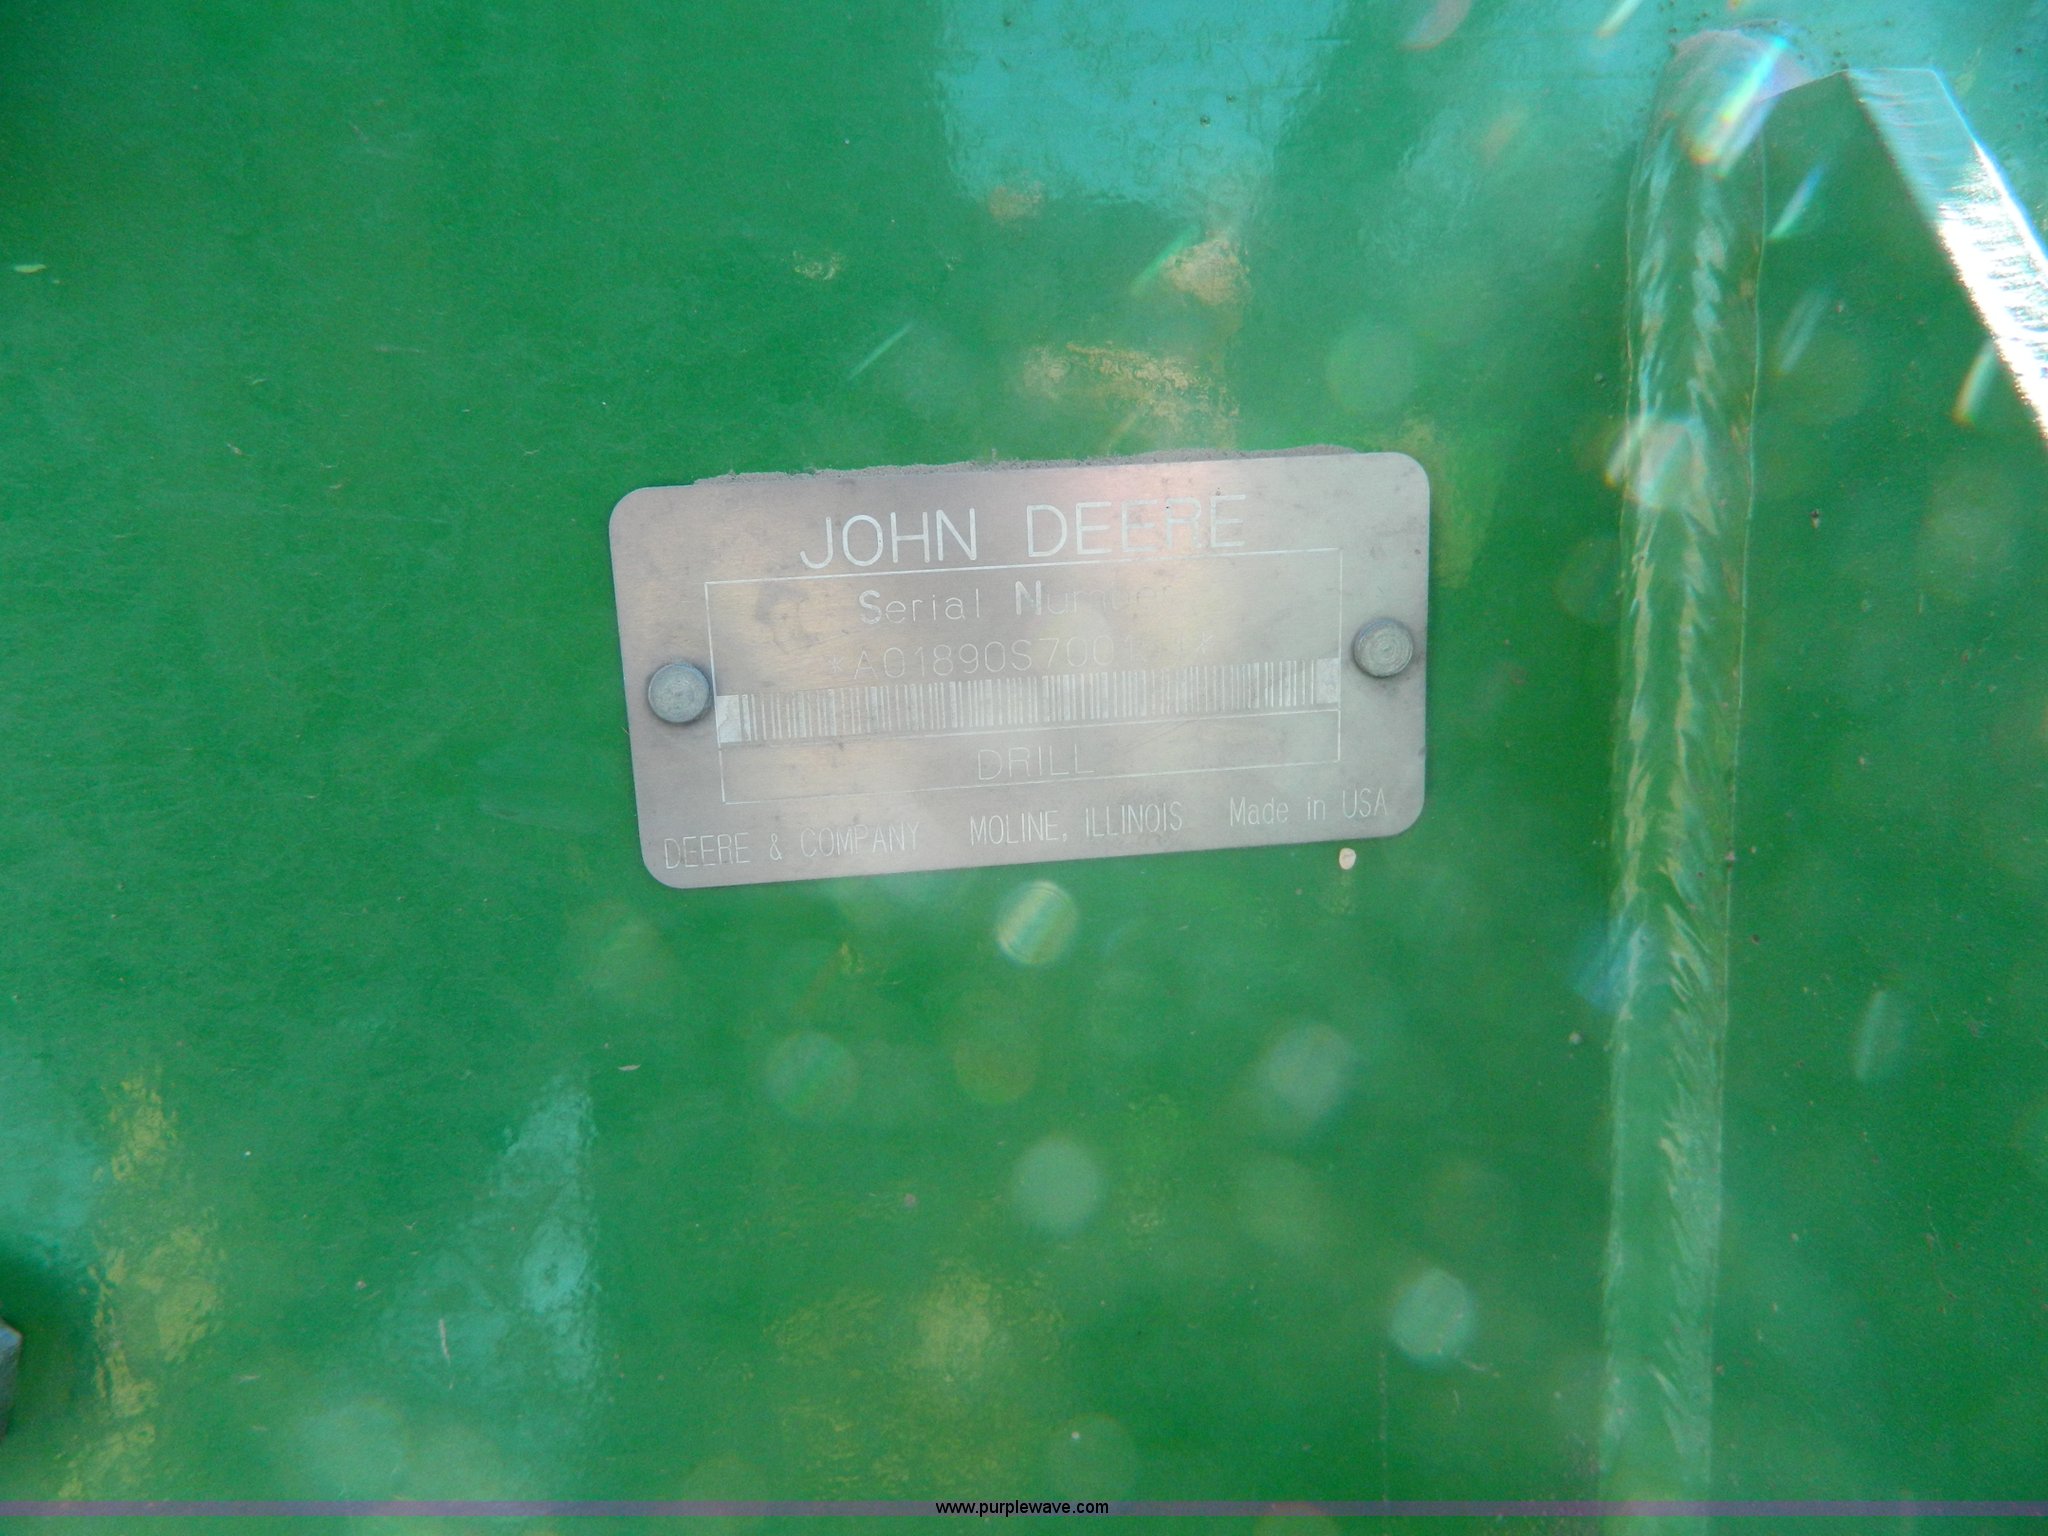 JOHN DEERE
Serial Number
DRILL
DEERE & COMPANY MOLINE, ILLINOIS Made in USA
www.purplewave.com